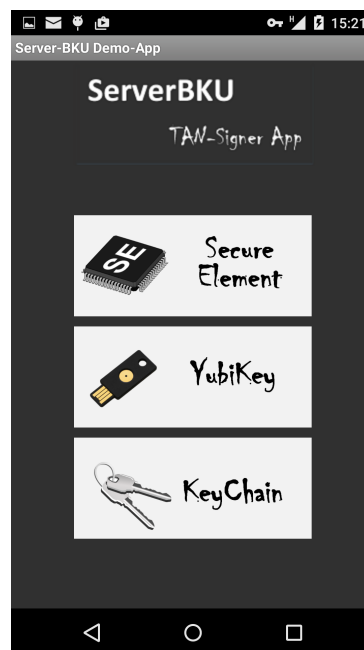 H 15:21
Server-BKU Demo-App
ServerBKU
TAN-Signer App
SE
Secure
Element
YubiKey
KeyChain